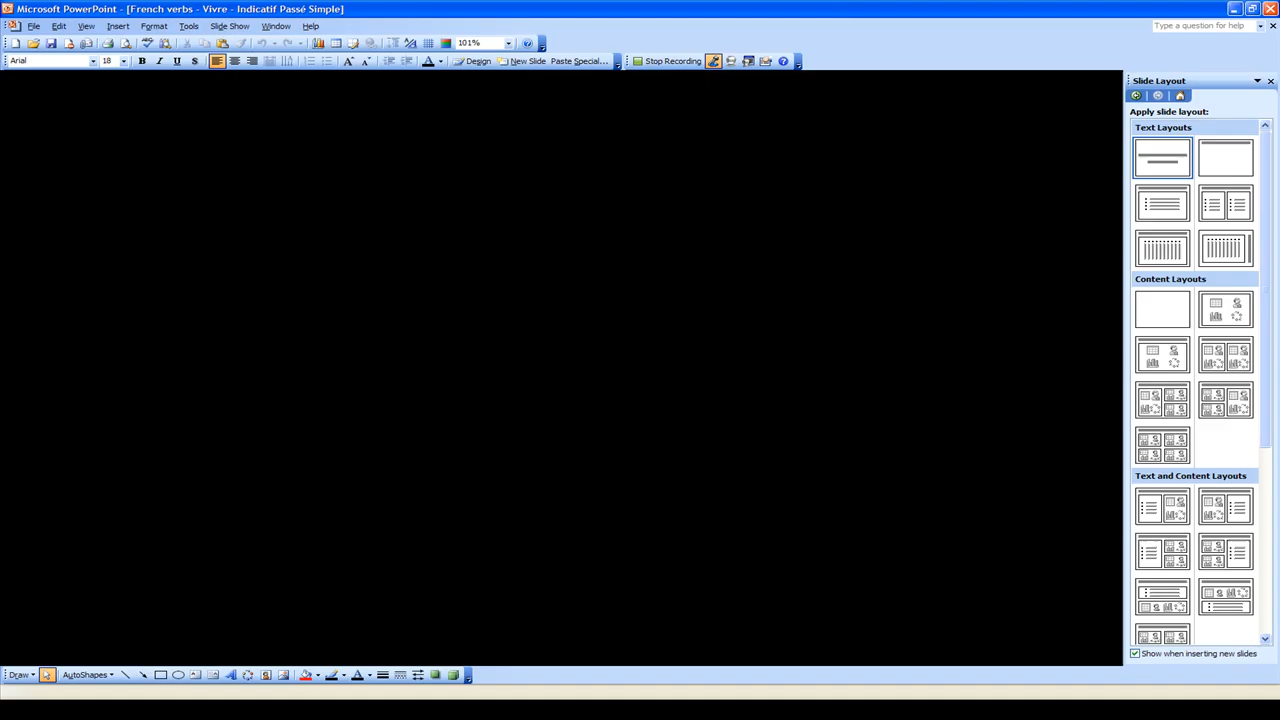 Microsoft PowerPoint - [French verbs - Vivre - Indicatif Passé Simple]
File Edit View Insert Format Tools Slide Show Window Help
Type a question for help
101%
Arial 18 B I U S A Design New Slide Paste Special... Stop Recording
Slide Layout
Apply slide layout:
Text Layouts
Content Layouts
Text and Content Layouts
Show when inserting new slides
Draw AutoShapes